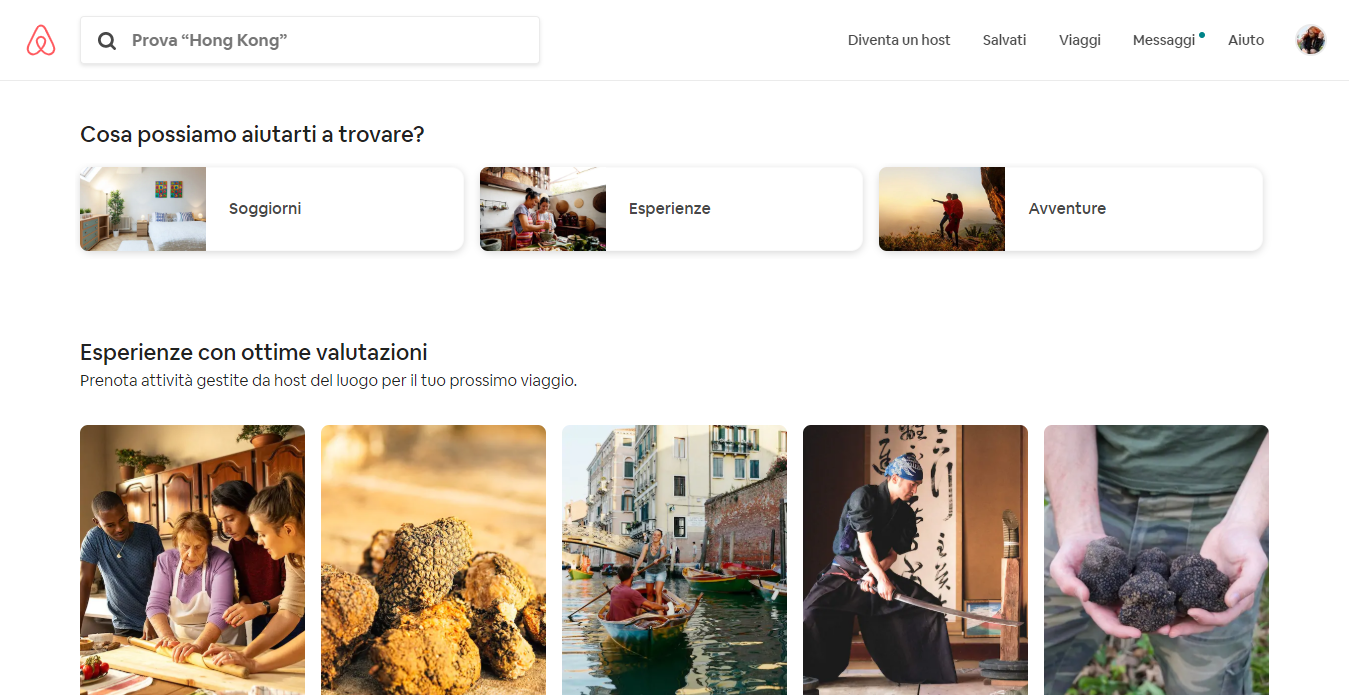 Prova “Hong Kong”
Diventa un host
Salvati
Viaggi
Messaggi
Aiuto
Cosa possiamo aiutarti a trovare?
Soggiorni
Esperienze
Avventure
Esperienze con ottime valutazioni
Prenota attività gestite da host del luogo per il tuo prossimo viaggio.